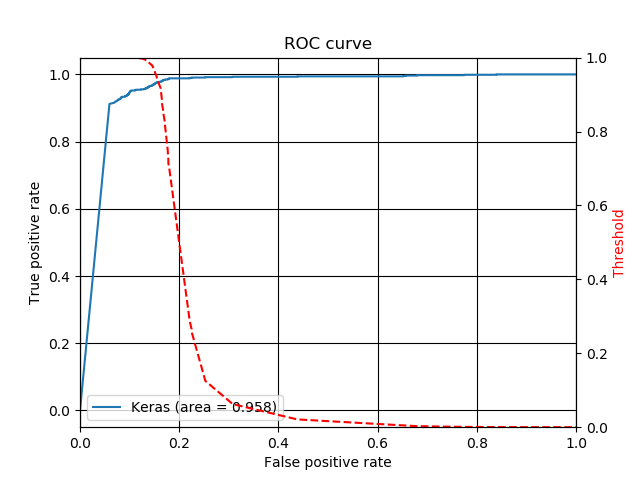 ROC curve
1.0
0.8
0.6
0.4
0.2
0.0
True positive rate
1.0
0.8
0.6
0.4
0.2
0.0
Threshold
Keras (area = 0.958)
0.0 0.2 0.4 0.6 0.8 1.0
False positive rate